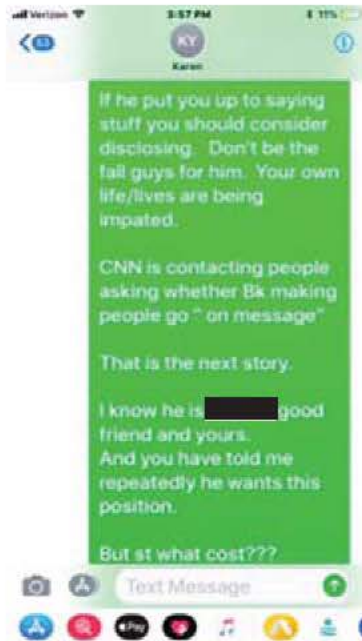 Verizon
3:57 PM
11%
53
KY
Karen
If he put you up to saying
stuff you should consider
disclosing. Don't be the
fall guys for him. Your own
life/lives are being
impated.
CNN is contacting people
asking whether Bk making
people go " on message"
That is the next story.
I know he is good
friend and yours.
And you have told me
repeatedly he wants this
position.
But st what cost???
Text Message
Pay